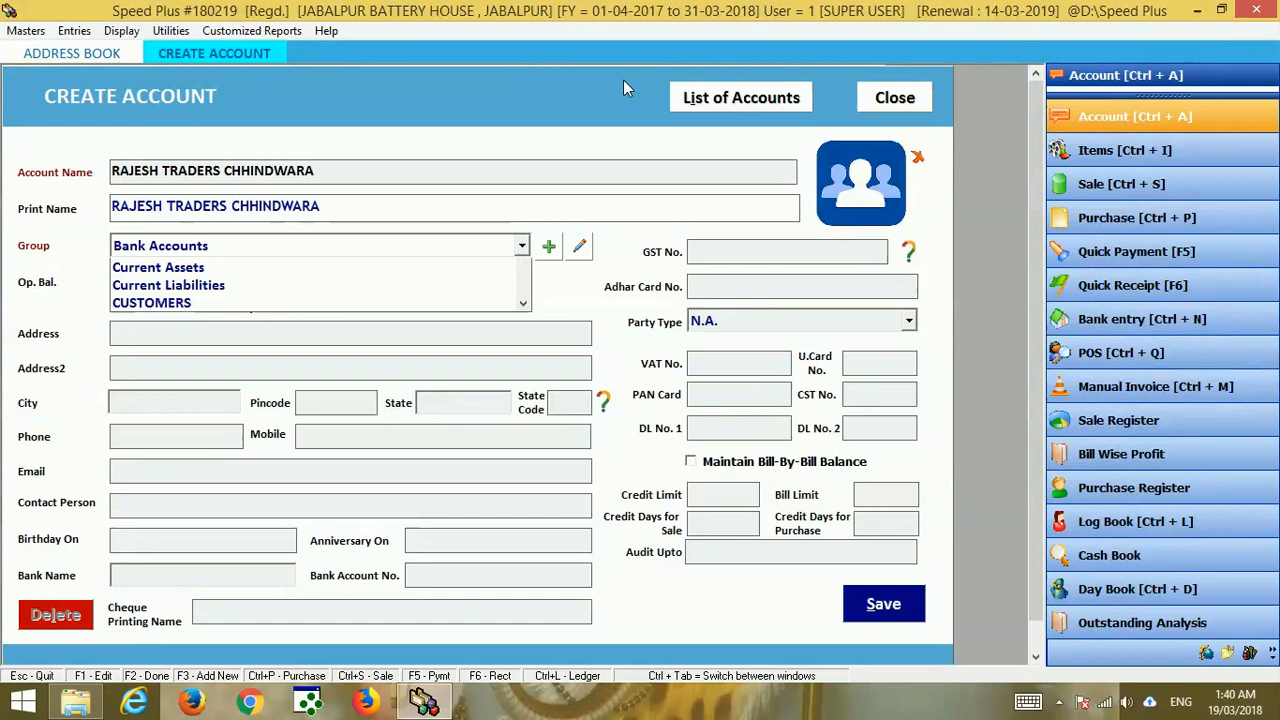 Speed Plus #180219 [Regd.] [JABALPUR BATTERY HOUSE , JABALPUR] [FY = 01-04-2017 to 31-03-2018] User = 1 [SUPER USER] [Renewal : 14-03-2019] @D:\Speed Plus
Masters Entries Display Utilities Customized Reports Help
ADDRESS BOOK CREATE ACCOUNT
CREATE ACCOUNT
List of Accounts
Close
Account Name RAJESH TRADERS CHHINDWARA
Print Name RAJESH TRADERS CHHINDWARA
Group Bank Accounts
Current Assets
Current Liabilities
CUSTOMERS
Op. Bal.
Address
Address2
City Pincode State State Code
Phone Mobile
Email
Contact Person
Birthday On Anniversary On
Bank Name Bank Account No.
Delete Cheque Printing Name
GST No. ?
Adhar Card No.
Party Type N.A.
VAT No. U.Card No.
PAN Card CST No.
DL No. 1 DL No. 2
Maintain Bill-By-Bill Balance
Credit Limit Bill Limit
Credit Days for Sale Credit Days for Purchase
Audit Upto
Save
Account [Ctrl + A]
Account [Ctrl + A]
Items [Ctrl + I]
Sale [Ctrl + S]
Purchase [Ctrl + P]
Quick Payment [F5]
Quick Receipt [F6]
Bank entry [Ctrl + N]
POS [Ctrl + Q]
Manual Invoice [Ctrl + M]
Sale Register
Bill Wise Profit
Purchase Register
Log Book [Ctrl + L]
Cash Book
Day Book [Ctrl + D]
Outstanding Analysis
Esc - Quit F1 - Edit F2 - Done F3 - Add New Ctrl+P - Purchase Ctrl+S - Sale F5 - Pymt F6 - Rect Ctrl+L - Ledger Ctrl + Tab = Switch between windows
ENG
1:40 AM
19/03/2018